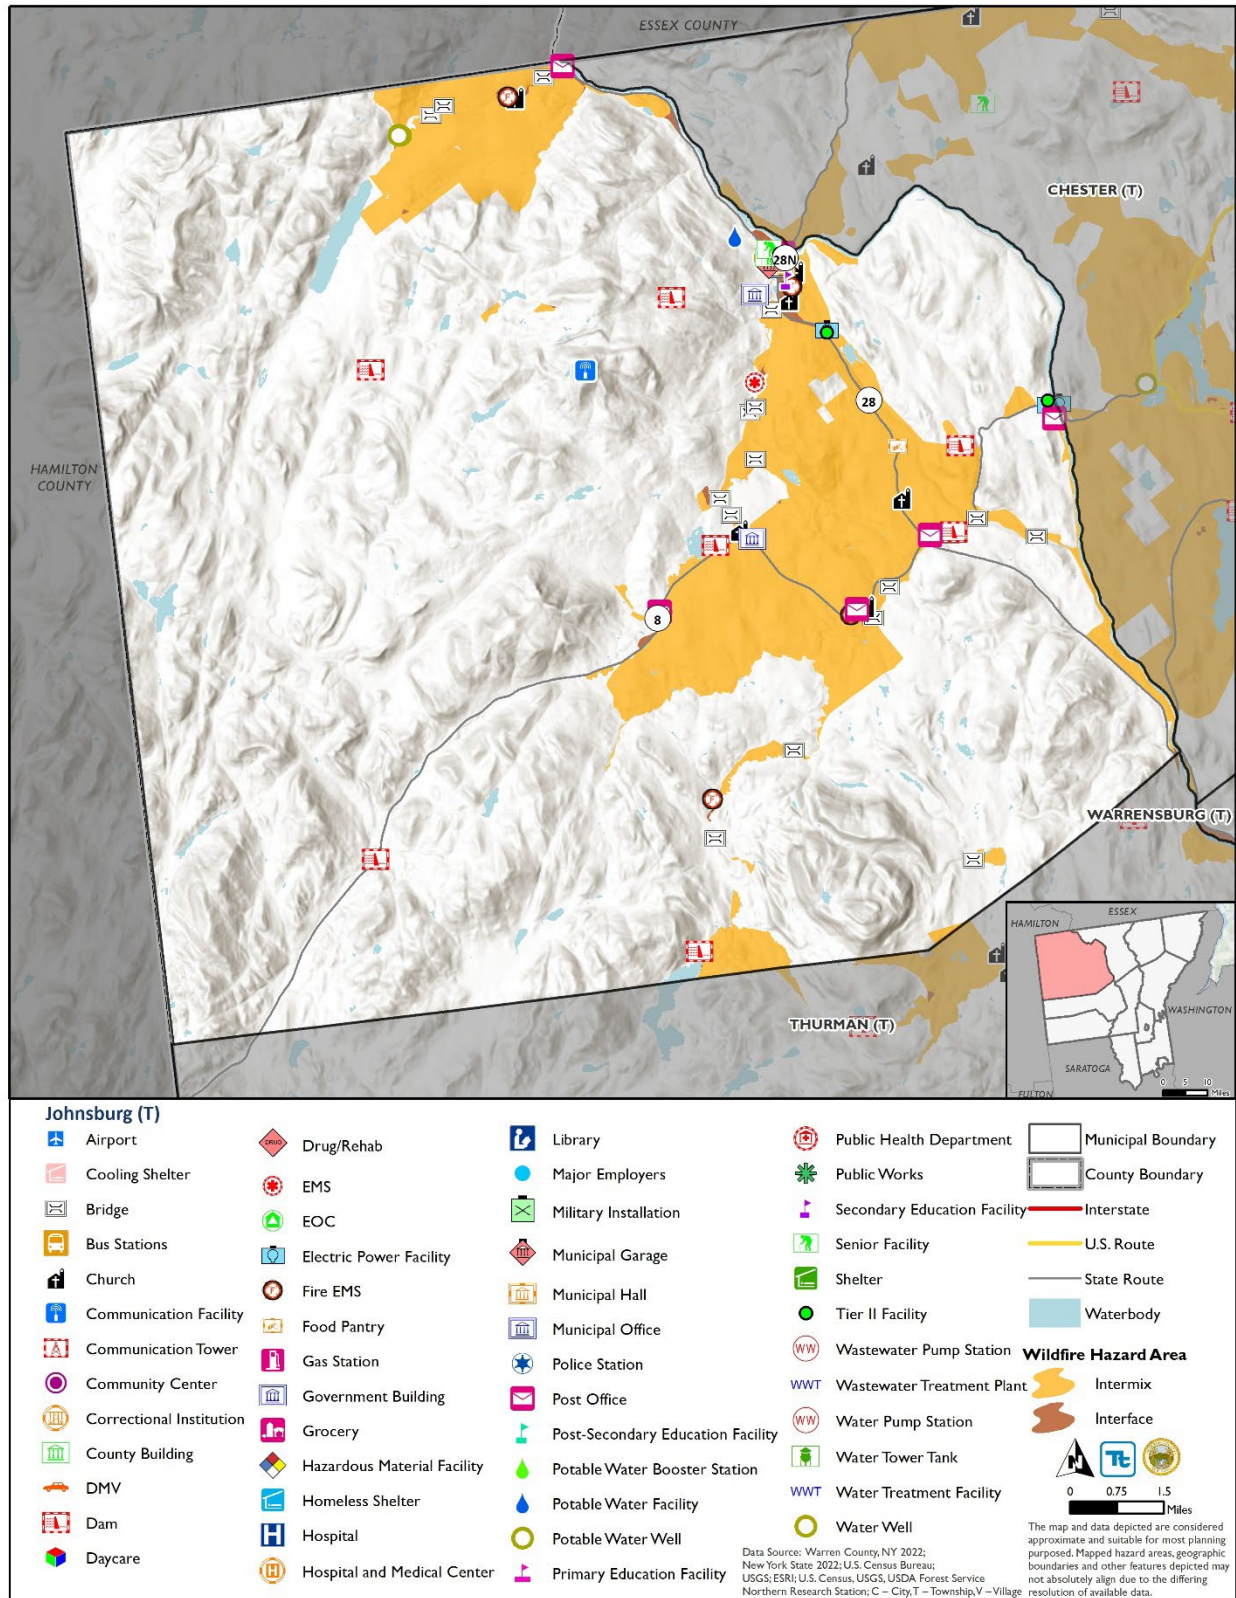 ESSEX COUNTY
CHESTER (T)
28N
28
HAMILTON
COUNTY
8
WARRENSBURG (T)
THURMAN (T)
HAMILTON
ESSEX
WASHINGTON
SARATOGA
FULTON
0 5 10
Miles
Johnsburg (T)
Airport
Cooling Shelter
Bridge
Bus Stations
Church
Communication Facility
Communication Tower
Community Center
Correctional Institution
County Building
DMV
Dam
Daycare
DRUG
Drug/Rehab
EMS
EOC
Electric Power Facility
Fire EMS
Food Pantry
Gas Station
Government Building
Grocery
Hazardous Material Facility
Homeless Shelter
H Hospital
H Hospital and Medical Center
Library
Major Employers
Military Installation
Municipal Garage
Municipal Hall
Municipal Office
Police Station
Post Office
Post-Secondary Education Facility
Potable Water Booster Station
Potable Water Facility
Potable Water Well
Primary Education Facility
Public Health Department
Public Works
Secondary Education Facility
Senior Facility
Shelter
Tier II Facility
WW Wastewater Pump Station
WWT Wastewater Treatment Plant
WW Water Pump Station
Water Tower Tank
WWT Water Treatment Facility
Water Well
Municipal Boundary
County Boundary
Interstate
U.S. Route
State Route
Waterbody
Wildfire Hazard Area
Intermix
Interface
N
Tt
0 0.75 1.5
Miles
Data Source: Warren County, NY 2022;
New York State 2022; U.S. Census Bureau;
USGS; ESRI; U.S. Census, USGS, USDA Forest Service
Northern Research Station; C – City, T – Township, V – Village
The map and data depicted are considered
approximate and suitable for most planning
purposed. Mapped hazard areas, geographic
boundaries and other features depicted may
not absolutely align due to the differing
resolution of available data.